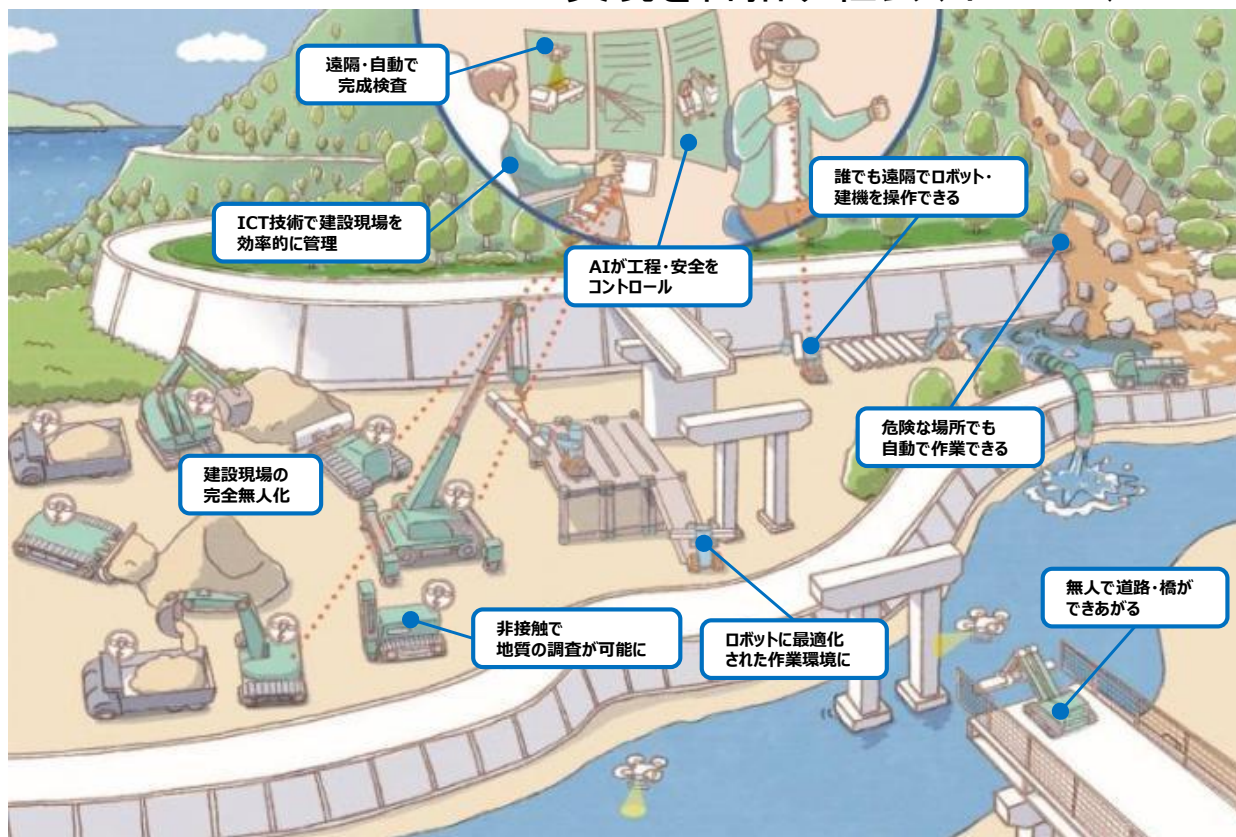 遠隔・自動で
完成検査
ICT技術で建設現場を
効率的に管理
AIが工程・安全を
コントロール
誰でも遠隔でロボット・
建機を操作できる
危険な場所でも
自動で作業できる
建設現場の
完全無人化
非接触で
地質の調査が可能に
ロボットに最適化
された作業環境に
無人で道路・橋が
できあがる